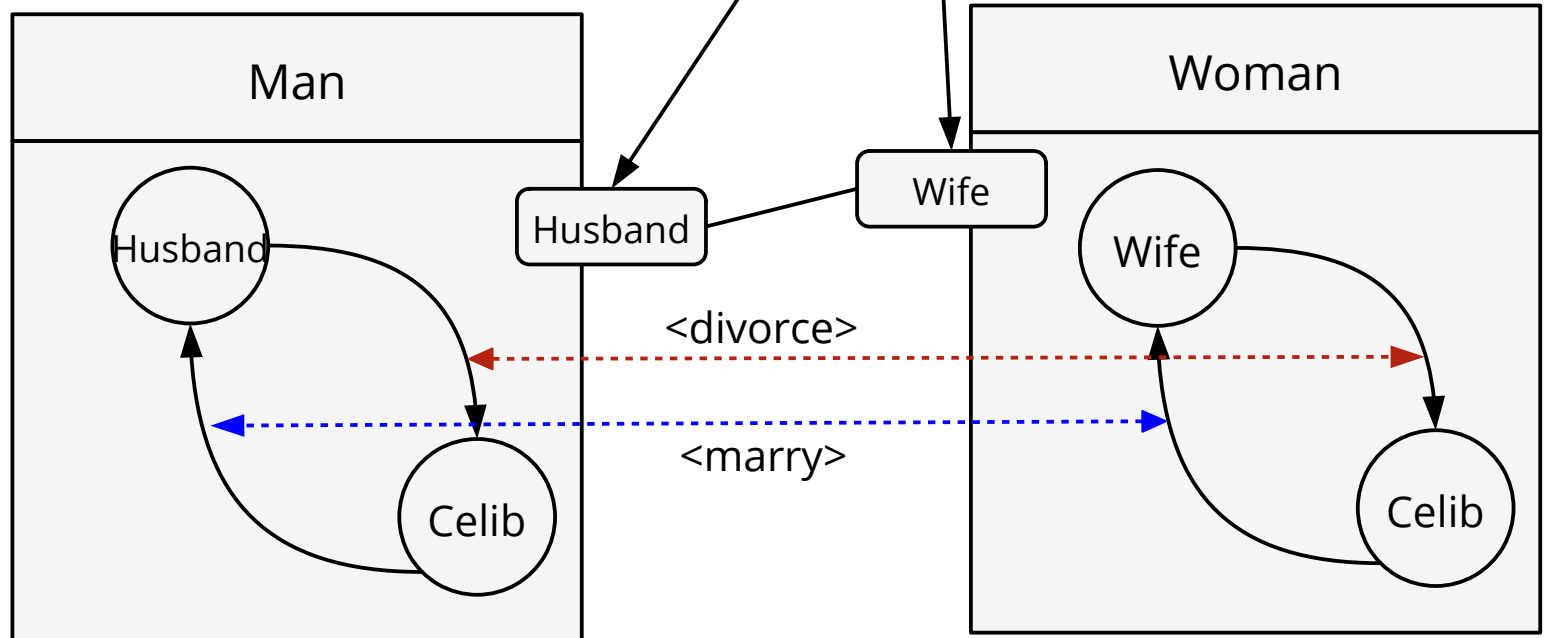 Man
Woman
Husband
Husband
Wife
Wife
<divorce>
<marry>
Celib
Celib